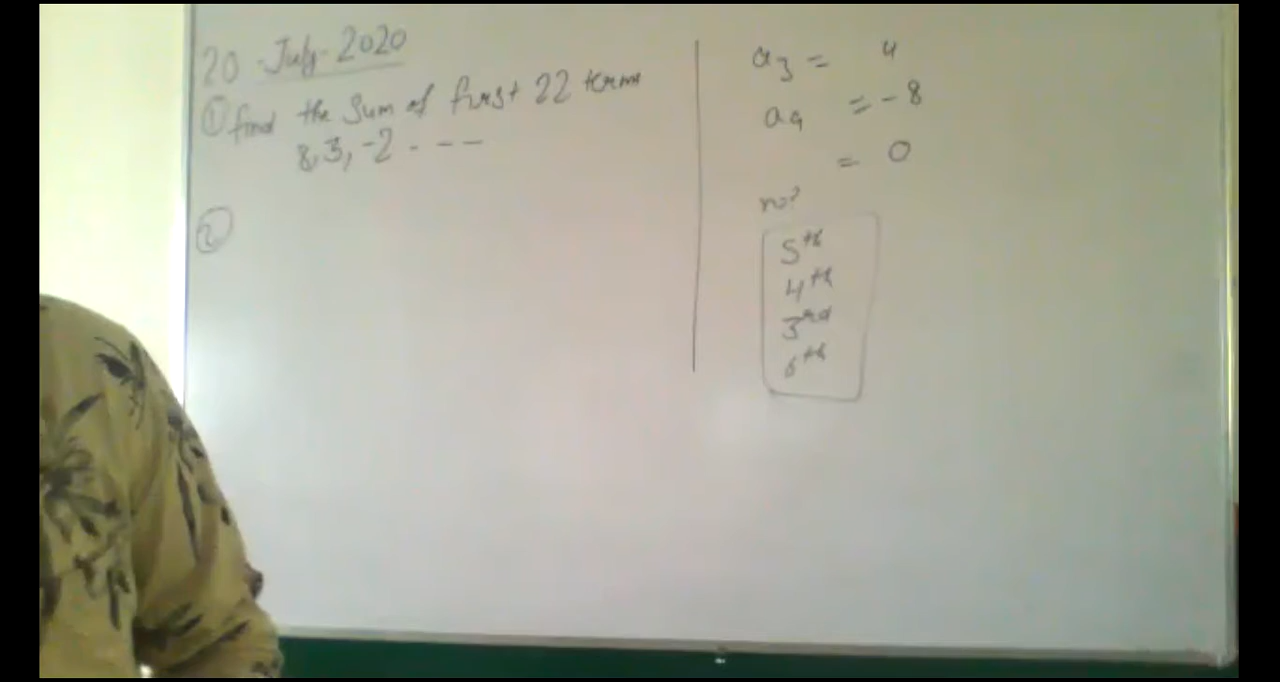 20 July-2020
① find the sum of first 22 term
8, 3, -2 - - - -
②
a₃ = 4
a₉ = -8
= 0
no?
5th
4th
3rd
6th